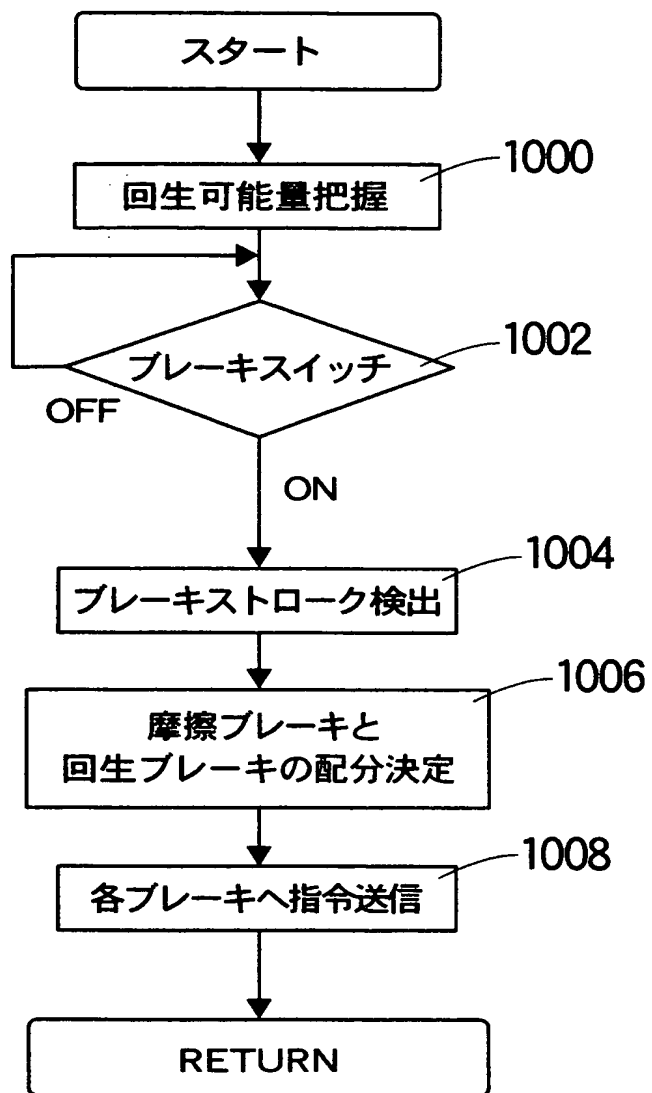 スタート
1000
回生可能量把握
1002
ブレーキスイッチ
OFF
ON
1004
ブレーキストローク検出
1006
摩擦ブレーキと
回生ブレーキの配分決定
1008
各ブレーキへ指令送信
RETURN